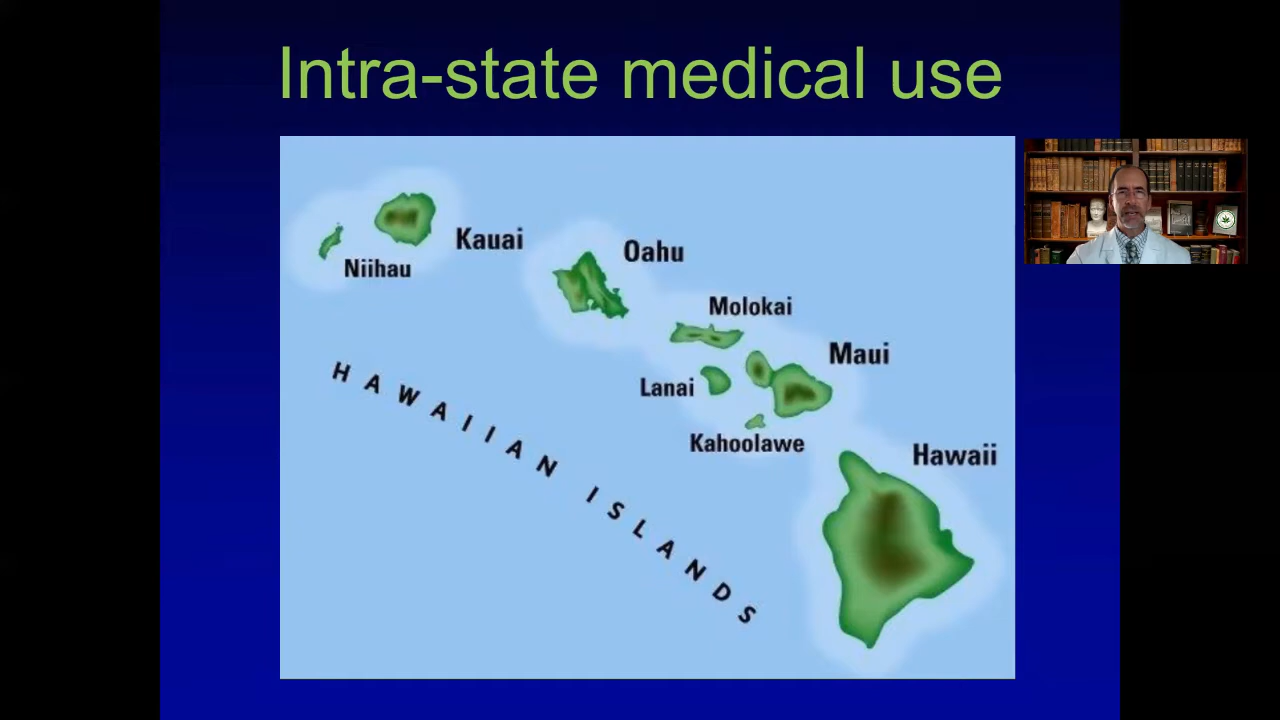 Intra-state medical use
Kauai
Niihau
Oahu
Molokai
Maui
Lanai
Kahoolawe
Hawaii
HAWAIIAN ISLANDS